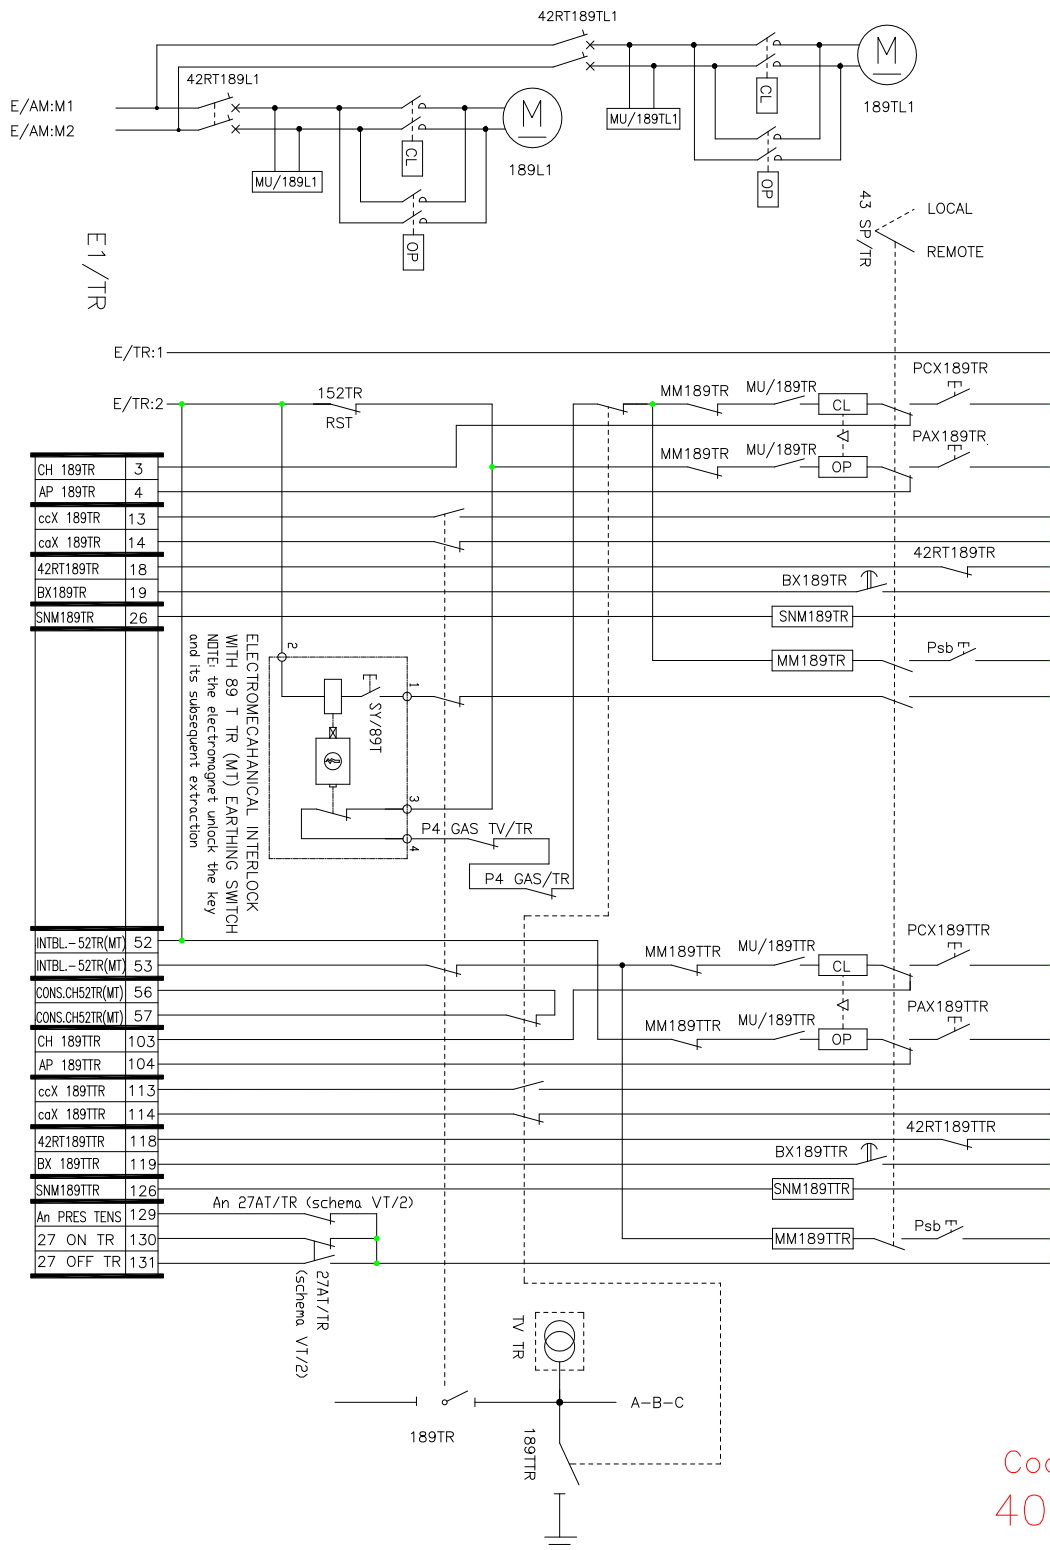 42RT189TL1
42RT189L1
E/AM:M1
E/AM:M2
M
189TL1
CL
MU/189TL1
OP
M
189L1
CL
MU/189L1
OP
43 SP/TR
LOCAL
REMOTE
E1/TR
E/TR:1
E/TR:2
152TR
RST
MM189TR
MU/189TR
CL
PCX189TR
MM189TR
MU/189TR
OP
PAX189TR
CH 189TR 3
AP 189TR 4
ccX 189TR 13
caX 189TR 14
42RT189TR 18
42RT189TR
BX189TR 19
BX189TR
SNM189TR 26
SNM189TR
MM189TR
Psb
ELECTROMECAHANICAL INTERLOCK
WITH 89 T TR (MT) EARTHING SWITCH
NOTE: the electromagnet unlock the key
and its subsequent extraction
2
1
SY/89T
3
4
P4 GAS TV/TR
P4 GAS/TR
INTBL.-52TR(MT) 52
INTBL.-52TR(MT) 53
MM189TTR
MU/189TTR
CL
PCX189TTR
CONS.CH52TR(MT) 56
CONS.CH52TR(MT) 57
MM189TTR
MU/189TTR
OP
PAX189TTR
CH 189TTR 103
AP 189TTR 104
ccX 189TTR 113
caX 189TTR 114
42RT189TTR 118
42RT189TTR
BX 189TTR 119
BX189TTR
SNM189TTR 126
SNM189TTR
An PRES TENS 129
An 27AT/TR (schema VT/2)
27 ON TR 130
MM189TTR
Psb
27 OFF TR 131
27AT/TR
(schema VT/2)
TV TR
A-B-C
189TR
189TTR
40